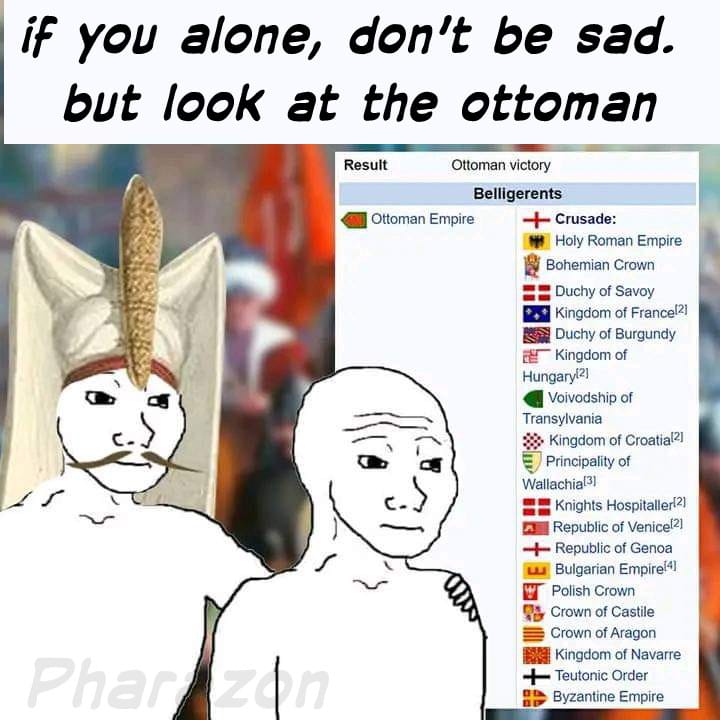 if you alone, don't be sad.
but look at the ottoman
Result Ottoman victory
Belligerents
Ottoman Empire
Crusade:
Holy Roman Empire
Bohemian Crown
Duchy of Savoy
Kingdom of France[2]
Duchy of Burgundy
Kingdom of
Hungary[2]
Voivodship of
Transylvania
Kingdom of Croatia[2]
Principality of
Wallachia[3]
Knights Hospitaller[2]
Republic of Venice[2]
Republic of Genoa
Bulgarian Empire[4]
Polish Crown
Crown of Castile
Crown of Aragon
Kingdom of Navarre
Teutonic Order
Byzantine Empire
Pharazon